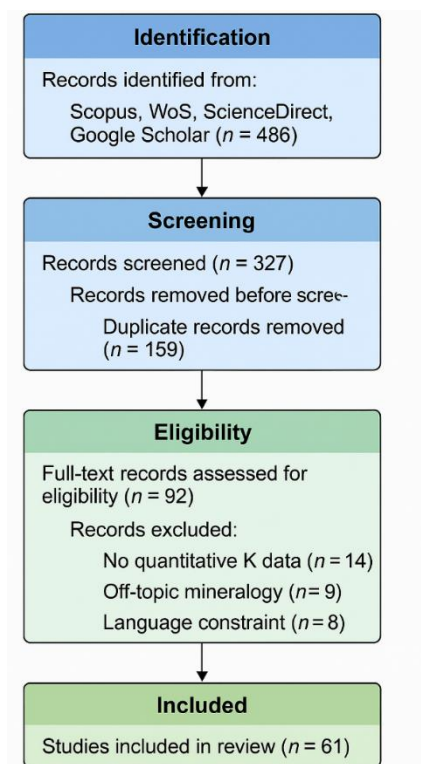 Identification
Records identified from:
Scopus, WoS, ScienceDirect,
Google Scholar (n = 486)
Screening
Records screened (n = 327)
Records removed before scree-
Duplicate records removed
(n = 159)
Eligibility
Full-text records assessed for
eligibility (n = 92)
Records excluded:
No quantitative K data (n = 14)
Off-topic mineralogy (n = 9)
Language constraint (n = 8)
Included
Studies included in review (n = 61)